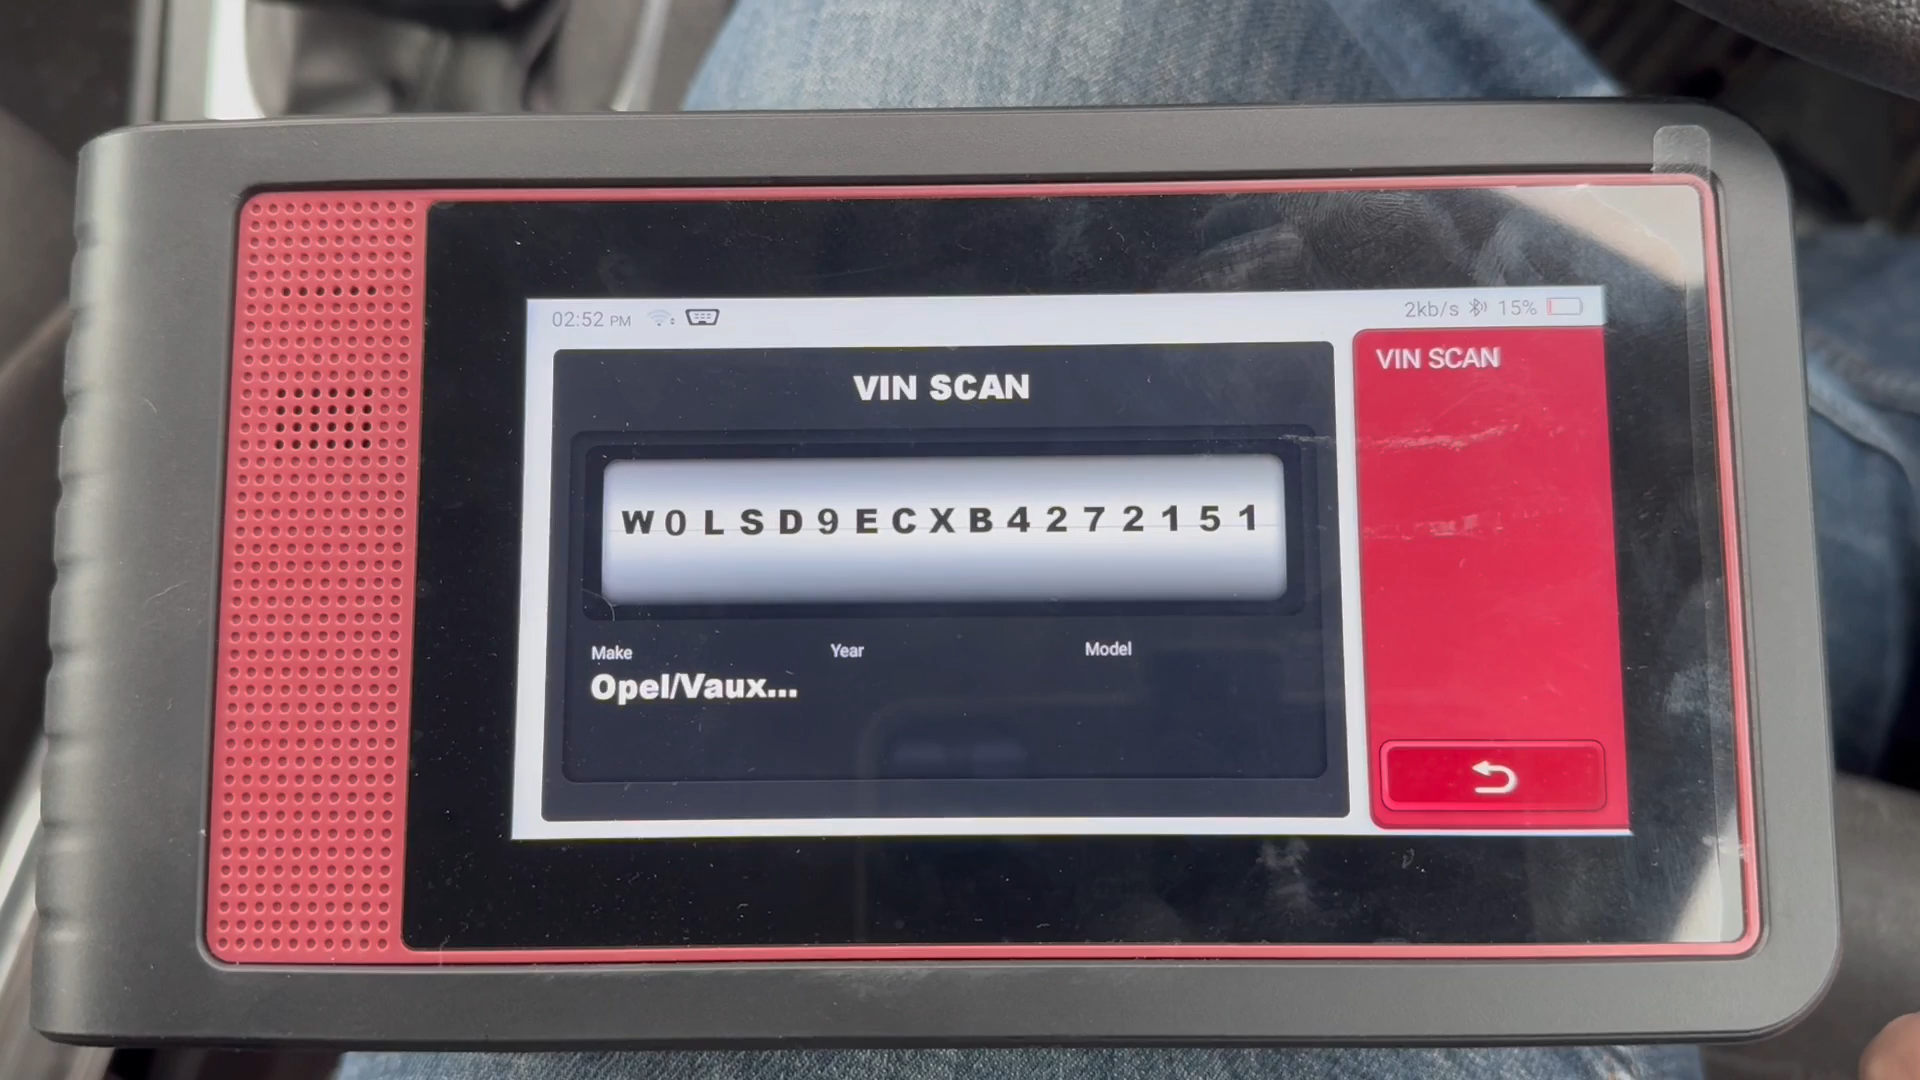 02:52 PM
2kb/s 15%
VIN SCAN
W0LSD9ECXB4272151
Make Year Model
Opel/Vaux...
VIN SCAN